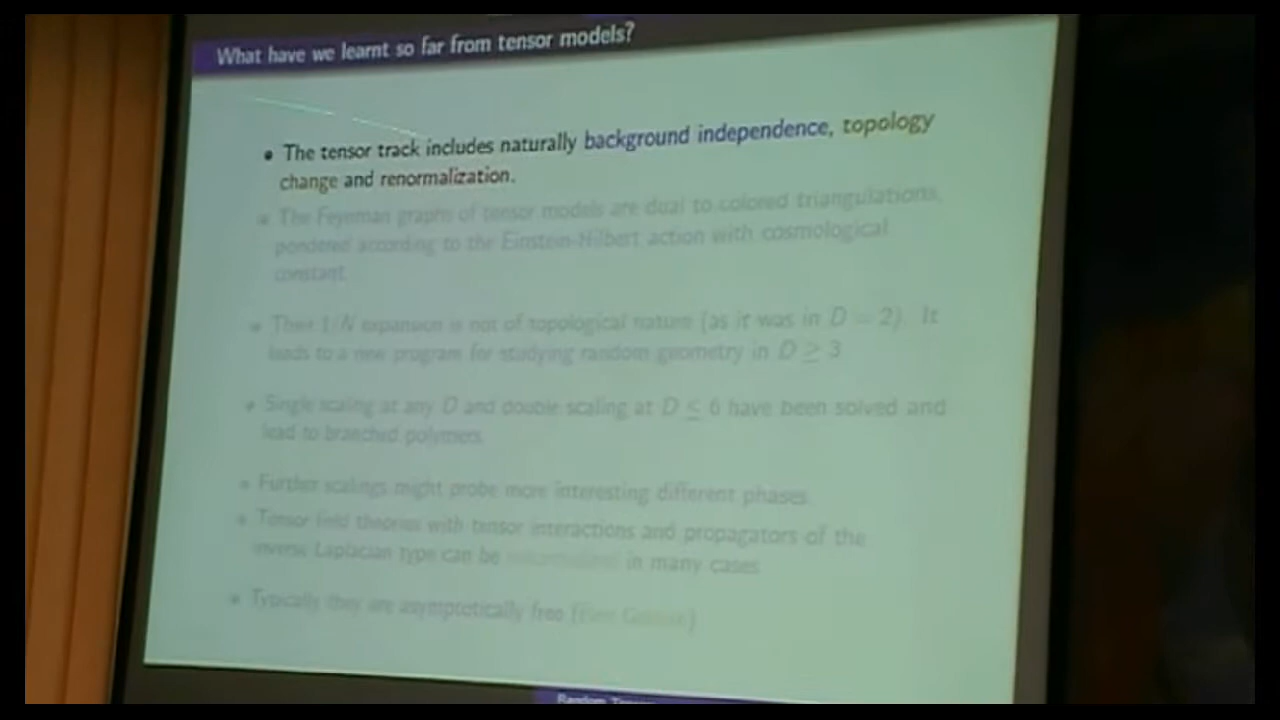 What have we learnt so far from tensor models?
• The tensor track includes naturally background independence, topology
change and renormalization.
• The Feynman graphs of tensor models are dual to colored triangulations,
pondered according to the Einstein-Hilbert action with cosmological
constant
• Their 1/N expansion is not of topological nature (as it was in D = 2). It
leads to a new program for studying random geometry in D ≥ 3
• Single scaling at any D and double scaling at D ≤ 6 have been solved and
lead to branched polymers
• Further scalings might probe more interesting different phases
• Tensor field theories with tensor interactions and propagators of the
inverse Laplacian type can be in many cases
• Typically they are asymptotically free
Random